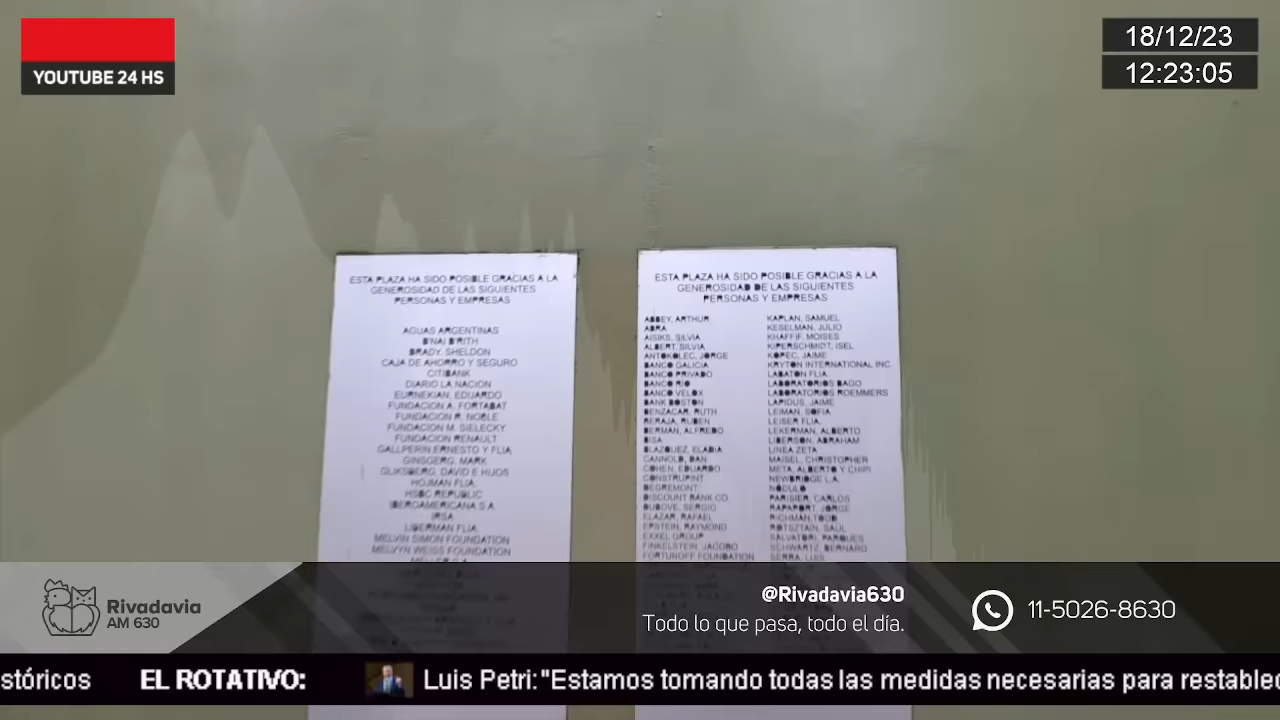 YOUTUBE 24 HS
18/12/23
12:23:05
ESTA PLAZA HA SIDO POSIBLE GRACIAS A LA
GENEROSIDAD DE LAS SIGUIENTES
PERSONAS Y EMPRESAS
AGUAS ARGENTINAS
B'NAI B'RITH
BRADY, SHELDON
CAJA DE AHORRO Y SEGURO
CITIBANK
DIARIO LA NACION
EURNEKIAN, EDUARDO
FUNDACION A. FORTABAT
FUNDACION R. NOBLE
FUNDACION M. SIELECKY
FUNDACION RENAULT
GALLPERIN ERNESTO Y FLIA
GINSGERG, MARK
GLIKSBERG, DAVID E HIJOS
HOJMAN FLIA.
HSBC REPUBLIC
IBEROAMERICANA S.A
IRSA
LIBERMAN FLIA.
MELVIN SIMON FOUNDATION
MELVYN WEISS FOUNDATION
ESTA PLAZA HA SIDO POSIBLE GRACIAS A LA
GENEROSIDAD DE LAS SIGUIENTES
PERSONAS Y EMPRESAS
ABBEY, ARTHUR
ABRA
AISIKS, SILVIA
ALBERT, SILVIA
ANTOKOLEC, JORGE
BANCO GALICIA
BANCO PRIVADO
BANCO RIO
BANCO VELOX
BANK BOSTON
BENZACAR, RUTH
BERAJA, RUBEN
BERMAN, ALFREDO
BISA
BLAZQUEZ, ELADIA
CANNOLD, DAN
COHEN, EDUARDO
CONSTRUPINT
DEGREMONT
DISCOUNT BANK CO.
DUBOVE, SERGIO
ELAZAR, RAFAEL
EPSTEIN, RAYMOND
EXXEL GROUP
FINKELSTEIN, JACOBO
FORTUNOFF FOUNDATION
KAPLAN, SAMUEL
KESELMAN, JULIO
KHAFFIF, MOISES
KIPERSCHMIDT, ISEL
KOPEC, JAIME
KRYTON INTERNATIONAL INC
LABATON FLIA.
LABORATORIOS BAGO
LABORATORIOS ROEMMERS
LAPIDUS, JAIME
LEIMAN, SOFIA
LEISER FLIA.
LEKERMAN, ALBERTO
LIBERSON, ABRAHAM
LINEA ZETA
MAISEL, CHRISTOPHER
META, ALBERTO Y CHIPI
NEWBRIDGE L.A.
NODULO
PARISIER, CARLOS
RAPAPORT, JORGE
RICHMAN, TODD
ROTSZTAIN, SAUL
SALVATORI, PARQUES
SCHWARTZ, BERNARD
SERRA, LUIS
Rivadavia
AM 630
@Rivadavia630
Todo lo que pasa, todo el día.
11-5026-8630
stóricos EL ROTATIVO: Luis Petri:"Estamos tomando todas las medidas necesarias para restablec